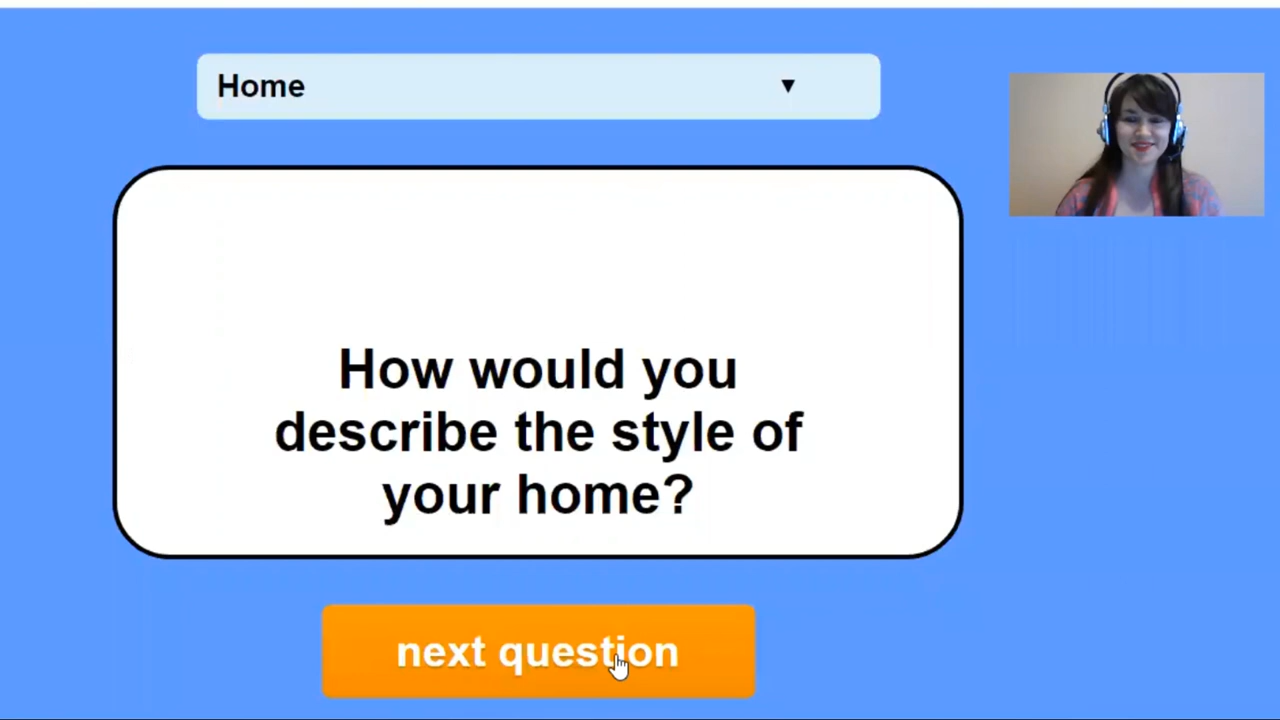 Home
How would you
describe the style of
your home?
next question